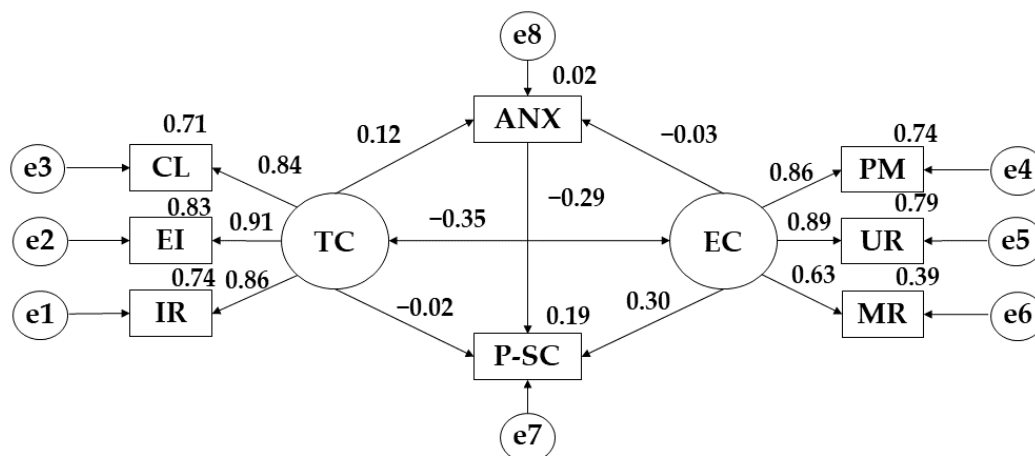 e8
0.02
ANX
0.71
0.12
−0.03
0.74
e3
CL
0.84
0.86
PM
e4
0.83
0.79
e2
EI
0.91
TC
−0.35
−0.29
EC
0.89
UR
e5
0.74
0.86
0.63
0.39
e1
IR
−0.02
0.19
0.30
MR
e6
P-SC
e7